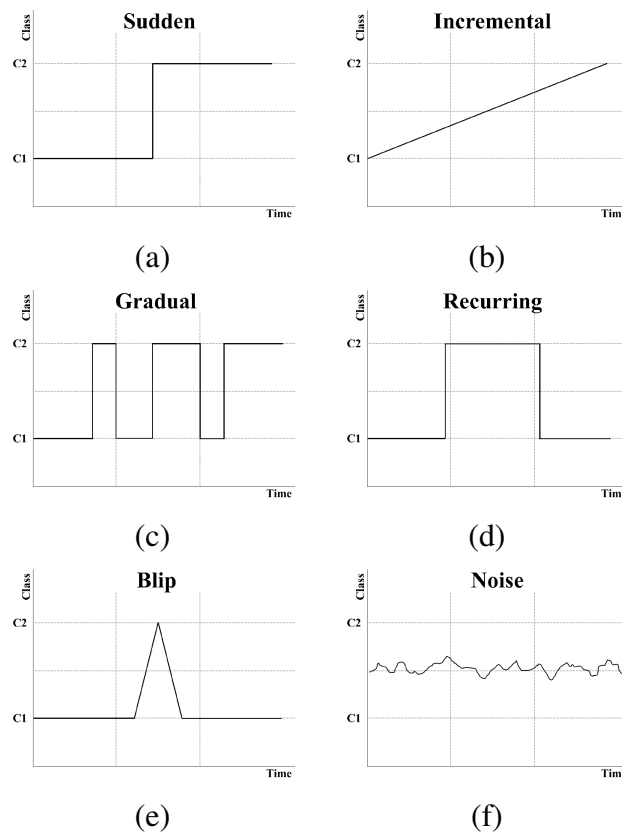 Sudden
Class
C2
C1
Time
(a)
Incremental
Class
C2
C1
Tim
(b)
Gradual
Class
C2
C1
Time
(c)
Recurring
Class
C2
C1
Tim
(d)
Blip
Class
C2
C1
Time
(e)
Noise
Class
C2
C1
Tim
(f)